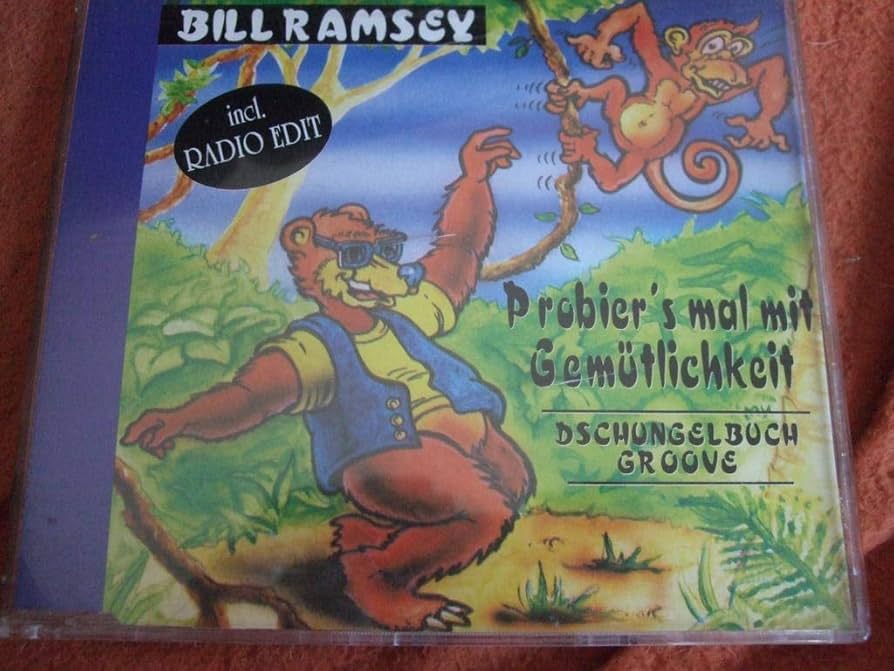 BILL RAMSEY
incl.
RADIO EDIT
Probier's mal mit
Gemütlichkeit
DSCHUNGELBUCH
GROOVE